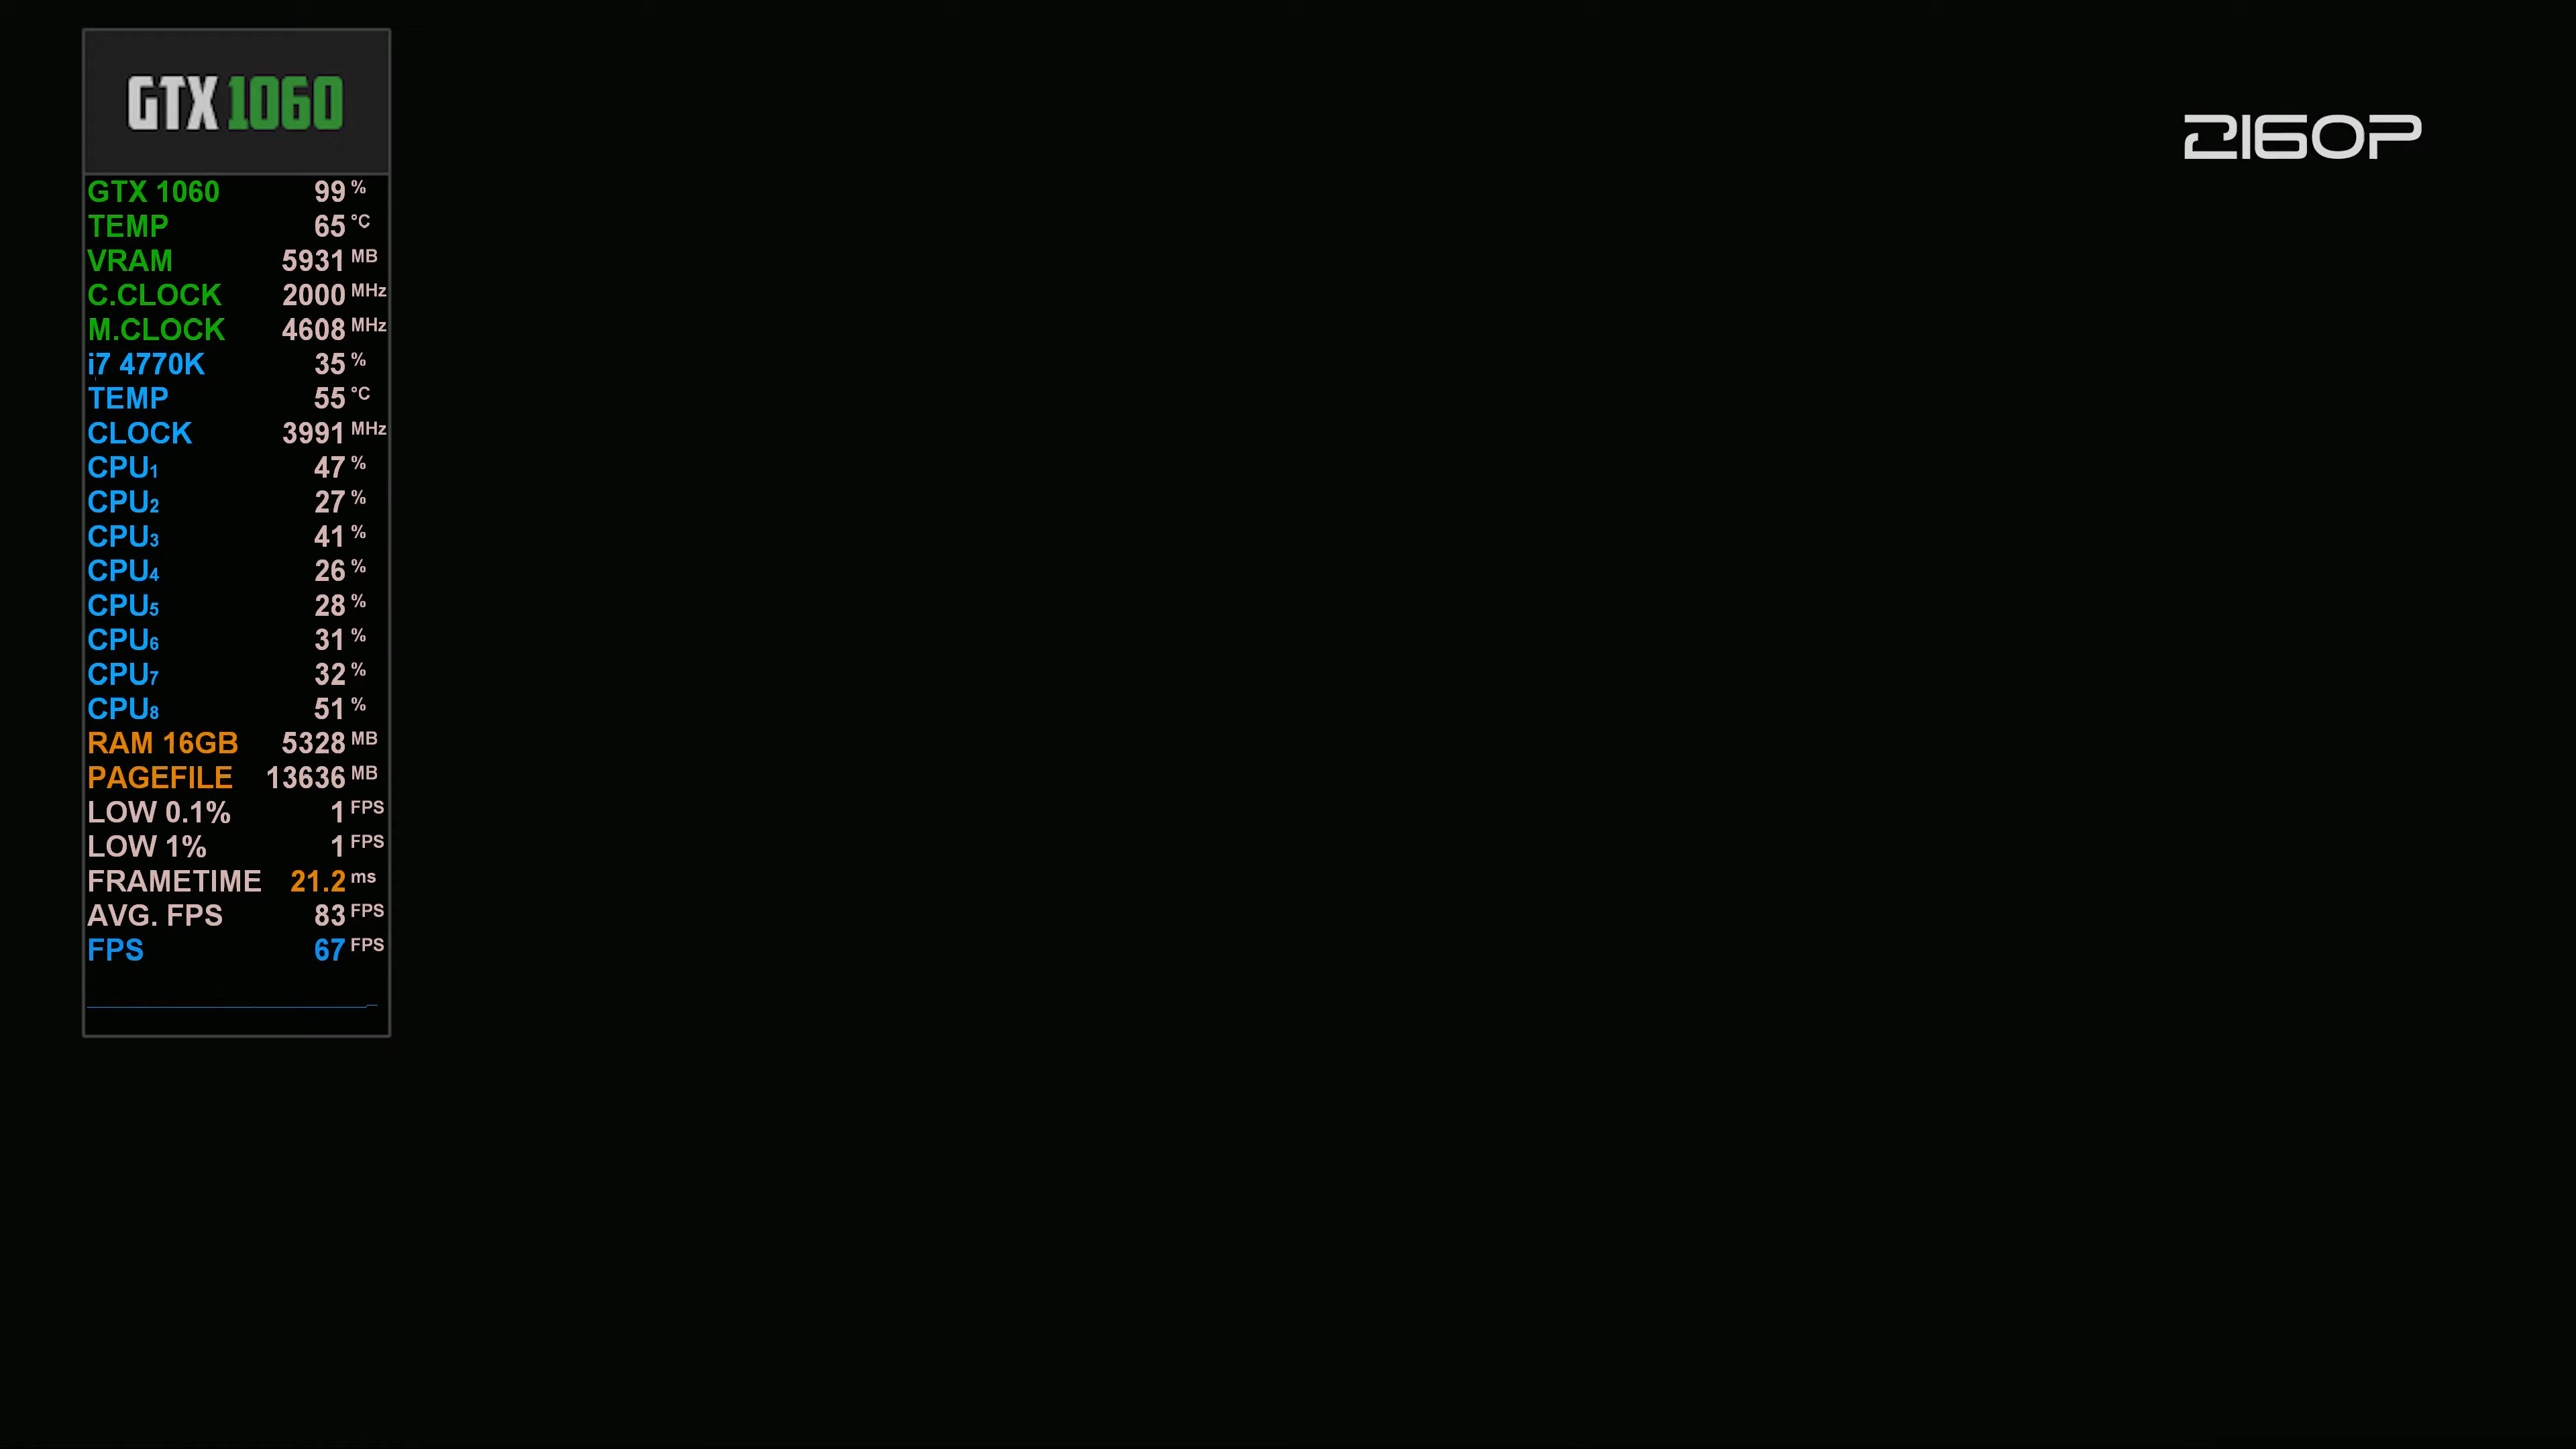 GTX 1060
2160P
GTX 1060 99 %
TEMP 65 °C
VRAM 5931 MB
C.CLOCK 2000 MHz
M.CLOCK 4608 MHz
i7 4770K 35 %
TEMP 55 °C
CLOCK 3991 MHz
CPU1 47 %
CPU2 27 %
CPU3 41 %
CPU4 26 %
CPU5 28 %
CPU6 31 %
CPU7 32 %
CPU8 51 %
RAM 16GB 5328 MB
PAGEFILE 13636 MB
LOW 0.1% 1 FPS
LOW 1% 1 FPS
FRAMETIME 21.2 ms
AVG. FPS 83 FPS
FPS 67 FPS